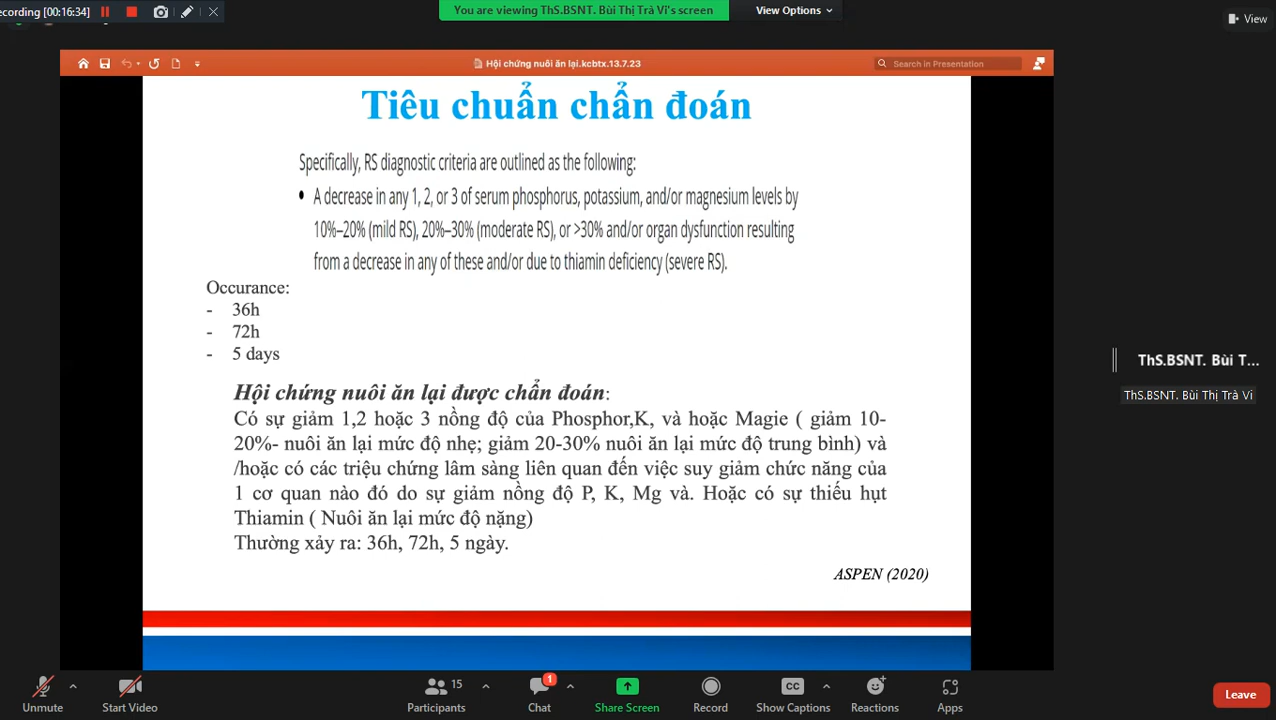 ecording [00:16:34]
You are viewing ThS.BSNT. Bùi Thị Trà Vi's screen
View Options
View
Hội chứng nuôi ăn lại.kcbtx.13.7.23
Search in Presentation
Tiêu chuẩn chẩn đoán
Specifically, RS diagnostic criteria are outlined as the following:
• A decrease in any 1, 2, or 3 of serum phosphorus, potassium, and/or magnesium levels by
10%–20% (mild RS), 20%–30% (moderate RS), or >30% and/or organ dysfunction resulting
from a decrease in any of these and/or due to thiamin deficiency (severe RS).
Occurance:
- 36h
- 72h
- 5 days
Hội chứng nuôi ăn lại được chẩn đoán:
Có sự giảm 1,2 hoặc 3 nồng độ của Phosphor,K, và hoặc Magie ( giảm 10-
20%- nuôi ăn lại mức độ nhẹ; giảm 20-30% nuôi ăn lại mức độ trung bình) và
/hoặc có các triệu chứng lâm sàng liên quan đến việc suy giảm chức năng của
1 cơ quan nào đó do sự giảm nồng độ P, K, Mg và. Hoặc có sự thiếu hụt
Thiamin ( Nuôi ăn lại mức độ nặng)
Thường xảy ra: 36h, 72h, 5 ngày.
ASPEN (2020)
ThS.BSNT. Bùi T...
ThS.BSNT. Bùi Thị Trà Vi
Unmute
Start Video
15
Participants
1
Chat
Share Screen
Record
CC
Show Captions
Reactions
Apps
Leave